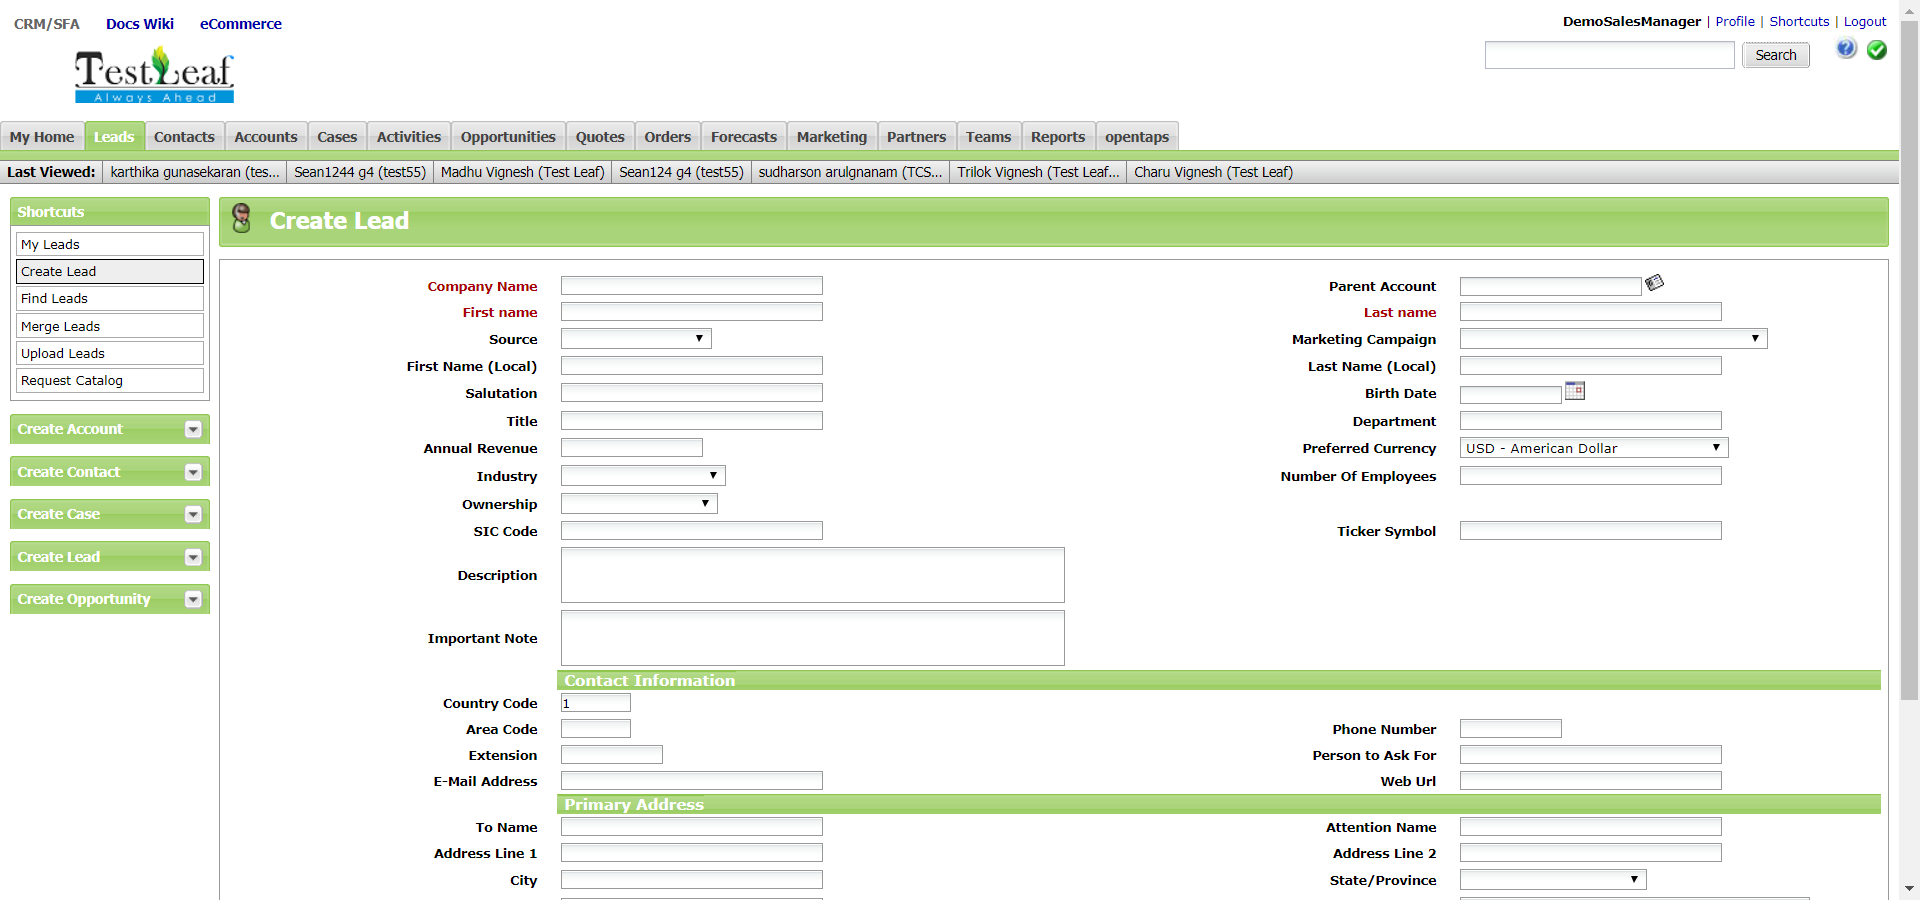 CRM/SFA Docs Wiki eCommerce
DemoSalesManager | Profile | Shortcuts | Logout
Search
TestLeaf
Always Ahead
My Home Leads Contacts Accounts Cases Activities Opportunities Quotes Orders Forecasts Marketing Partners Teams Reports opentaps
Last Viewed: karthika gunasekaran (tes... Sean1244 g4 (test55) Madhu Vignesh (Test Leaf) Sean124 g4 (test55) sudharson arulgnanam (TCS... Trilok Vignesh (Test Leaf... Charu Vignesh (Test Leaf)
Shortcuts
My Leads
Create Lead
Find Leads
Merge Leads
Upload Leads
Request Catalog
Create Account
Create Contact
Create Case
Create Lead
Create Opportunity
Create Lead
Company Name Parent Account
First name Last name
Source Marketing Campaign
First Name (Local) Last Name (Local)
Salutation Birth Date
Title Department
Annual Revenue Preferred Currency USD - American Dollar
Industry Number Of Employees
Ownership
SIC Code Ticker Symbol
Description
Important Note
Contact Information
Country Code 1
Area Code Phone Number
Extension Person to Ask For
E-Mail Address Web Url
Primary Address
To Name Attention Name
Address Line 1 Address Line 2
City State/Province